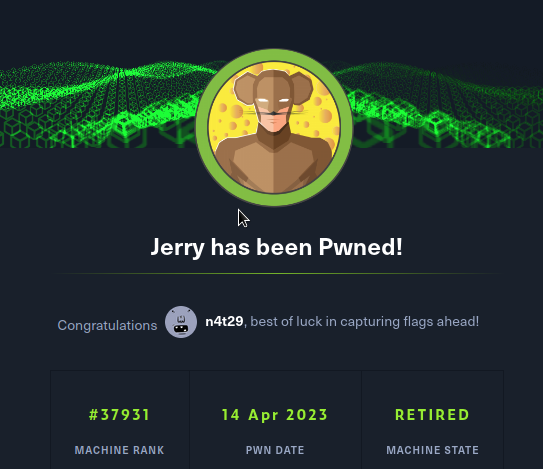 Jerry has been Pwned!
Congratulations n4t29, best of luck in capturing flags ahead!
#37931 14 Apr 2023 RETIRED
MACHINE RANK PWN DATE MACHINE STATE